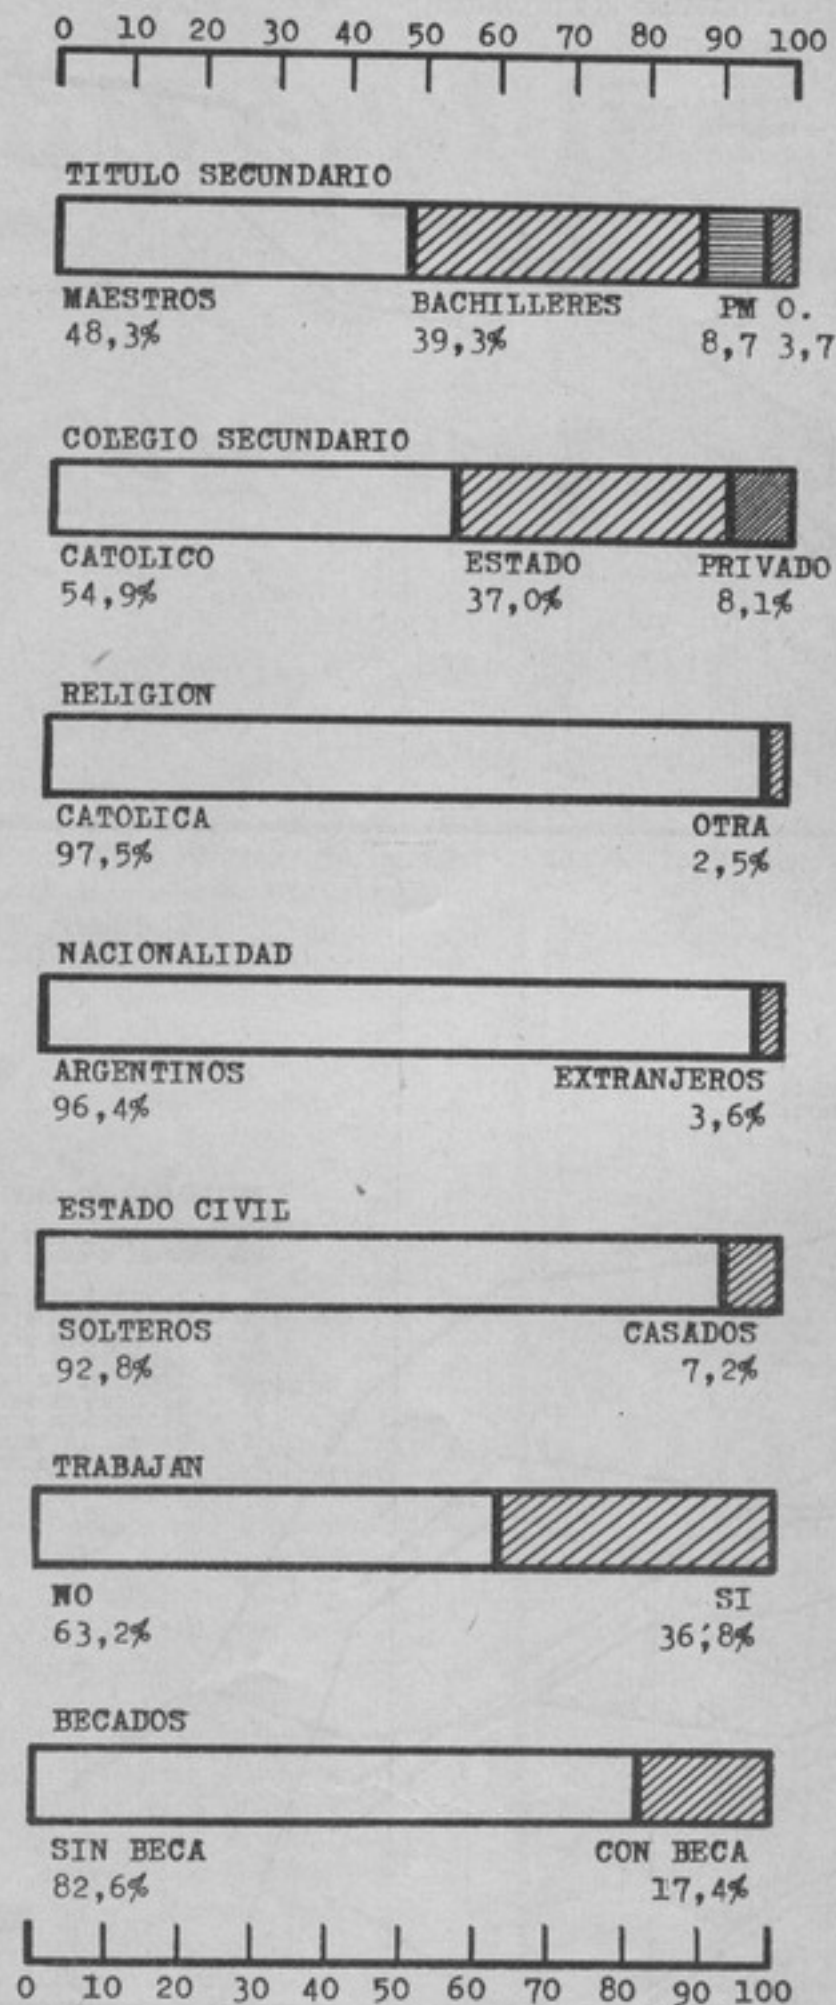 0 10 20 30 40 50 60 70 80 90 100
TITULO SECUNDARIO
MAESTROS BACHILLERES PM O.
48,3% 39,3% 8,7 3,7
COLEGIO SECUNDARIO
CATOLICO ESTADO PRIVADO
54,9% 37,0% 8,1%
RELIGION
CATOLICA OTRA
97,5% 2,5%
NACIONALIDAD
ARGENTINOS EXTRANJEROS
96,4% 3,6%
ESTADO CIVIL
SOLTEROS CASADOS
92,8% 7,2%
TRABAJAN
NO SI
63,2% 36,8%
BECADOS
SIN BECA CON BECA
82,6% 17,4%
0 10 20 30 40 50 60 70 80 90 100